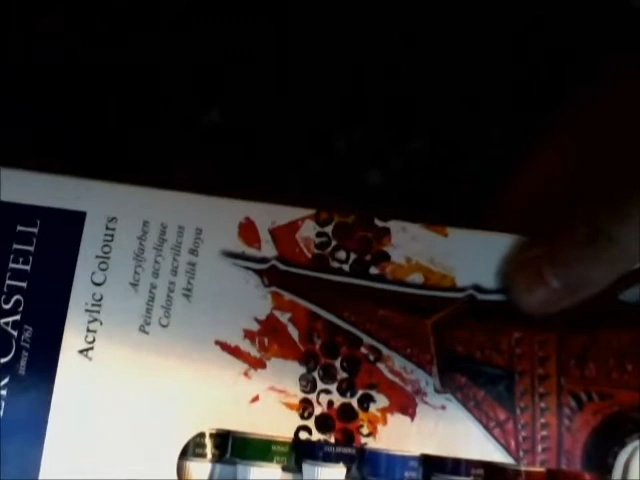 CASTELL
since 1761
Acrylic Colours
Acrylfarben
Peinture acrylique
Colores acrílicos
Akrilik Boya